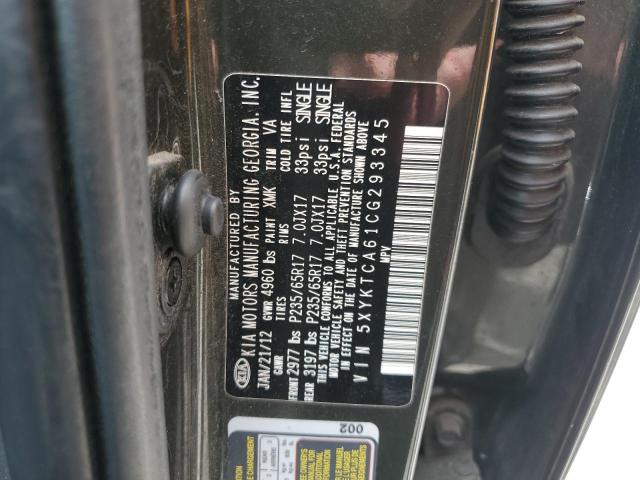 KIA
MANUFACTURED BY
KIA MOTORS MANUFACTURING GEORGIA, INC.
JAN/21/12 GVWR 4960 lbs PAINT XMK TRIM VA
GAWR TIRES RIMS COLD TIRE INFL
FRONT 2977 lbs P235/65R17 7.0JX17 33psi SINGLE
REAR 3197 lbs P235/65R17 7.0JX17 33psi SINGLE
THIS VEHICLE CONFORMS TO ALL APPLICABLE U.S.A. FEDERAL
MOTOR VEHICLE SAFETY AND THEFT PREVENTION STANDARDS
IN EFFECT ON THE DATE OF MANUFACTURE SHOWN ABOVE.
VIN 5XYKTCA61CG293345
MPV
002